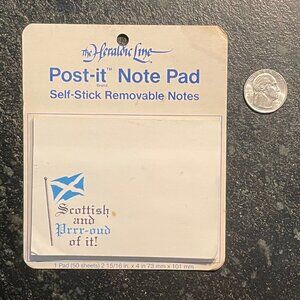 the Heraldic Line
Post-it™ Note Pad
Brand
Self-Stick Removable Notes
Scottish
and
Prrr-oud
of it!
1 Pad (50 sheets) 2 15/16 in. x 4 in 73 mm x 101 mm